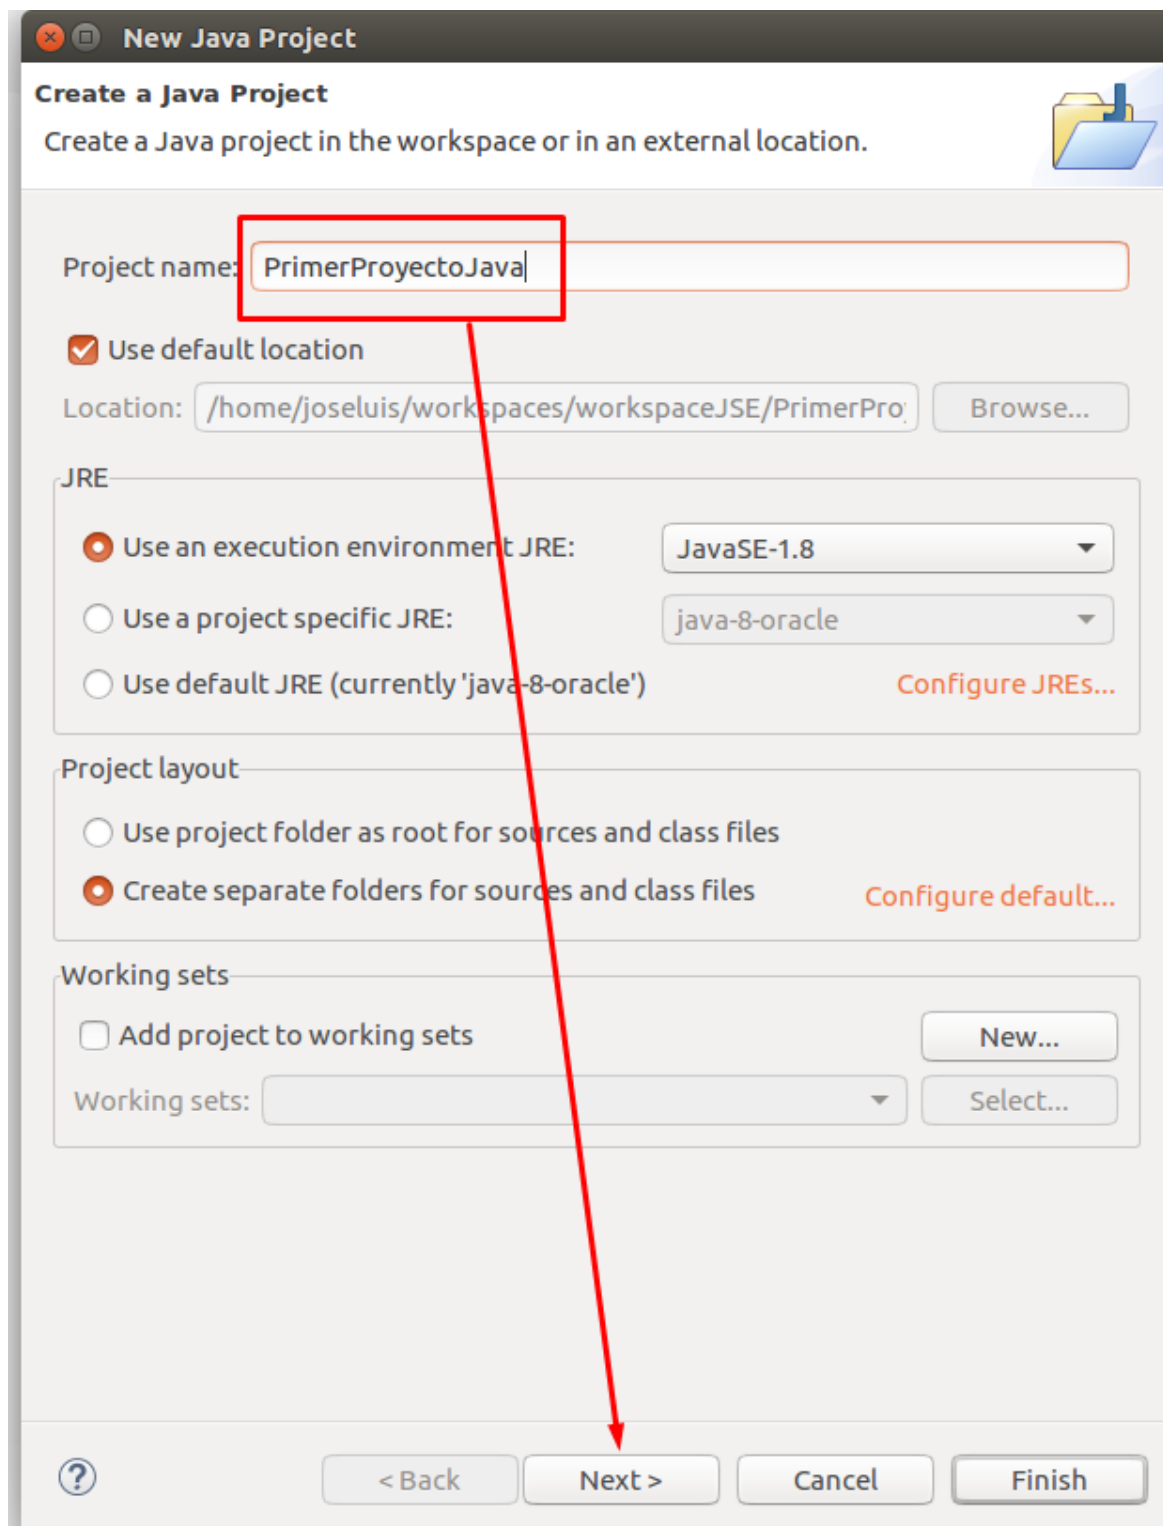 New Java Project
Create a Java Project
Create a Java project in the workspace or in an external location.
Project name: PrimerProyectoJava
Use default location
Location: /home/joseluis/workspaces/workspaceJSE/PrimerPro
Browse...
JRE
Use an execution environment JRE: JavaSE-1.8
Use a project specific JRE: java-8-oracle
Use default JRE (currently 'java-8-oracle') Configure JREs...
Project layout
Use project folder as root for sources and class files
Create separate folders for sources and class files Configure default...
Working sets
Add project to working sets New...
Working sets: Select...
? < Back Next > Cancel Finish